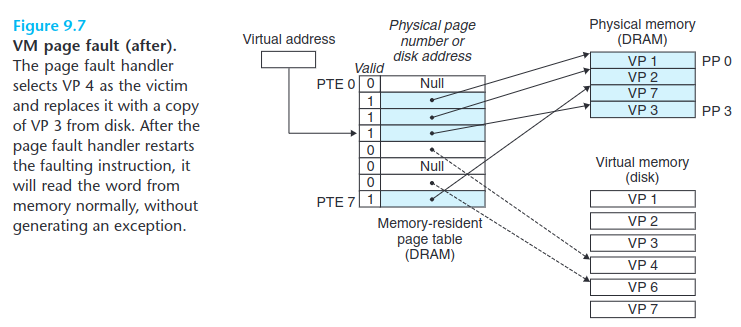 Figure 9.7
VM page fault (after).
The page fault handler
selects VP 4 as the victim
and replaces it with a copy
of VP 3 from disk. After the
page fault handler restarts
the faulting instruction, it
will read the word from
memory normally, without
generating an exception.
Virtual address
Physical page
number or
disk address
Valid
PTE 0
0
Null
1
1
1
0
0
Null
0
PTE 7
1
Memory-resident
page table
(DRAM)
Physical memory
(DRAM)
VP 1
PP 0
VP 2
VP 7
VP 3
PP 3
Virtual memory
(disk)
VP 1
VP 2
VP 3
VP 4
VP 6
VP 7